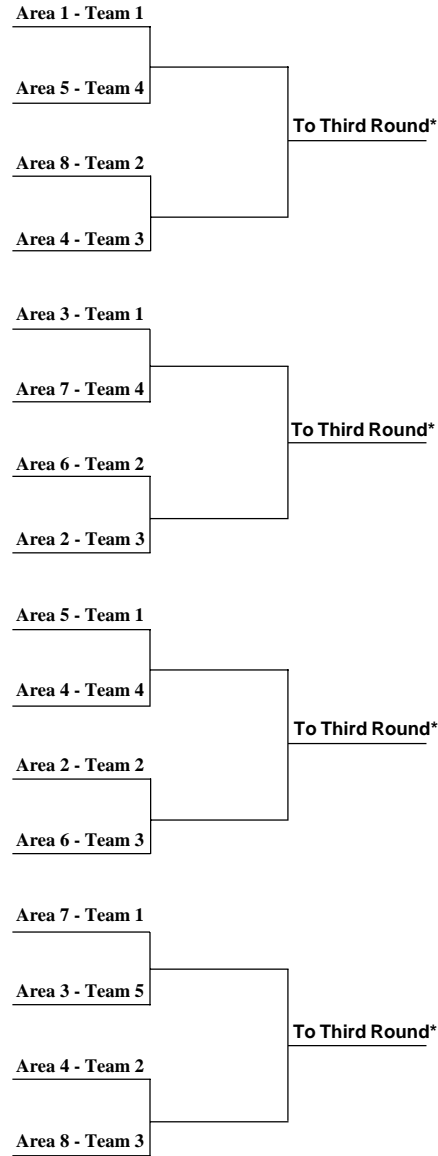 Area 1 - Team 1
Area 5 - Team 4
To Third Round*
Area 8 - Team 2
Area 4 - Team 3
Area 3 - Team 1
Area 7 - Team 4
To Third Round*
Area 6 - Team 2
Area 2 - Team 3
Area 5 - Team 1
Area 4 - Team 4
To Third Round*
Area 2 - Team 2
Area 6 - Team 3
Area 7 - Team 1
Area 3 - Team 5
To Third Round*
Area 4 - Team 2
Area 8 - Team 3